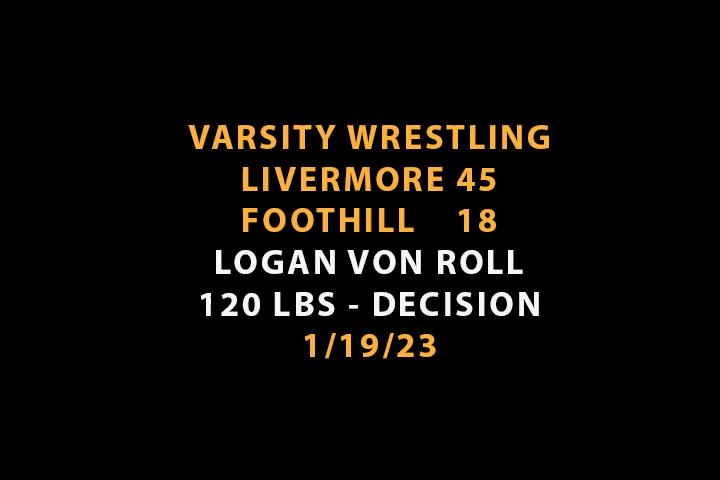 VARSITY WRESTLING
LIVERMORE 45
FOOTHILL 18
LOGAN VON ROLL
120 LBS - DECISION
1/19/23